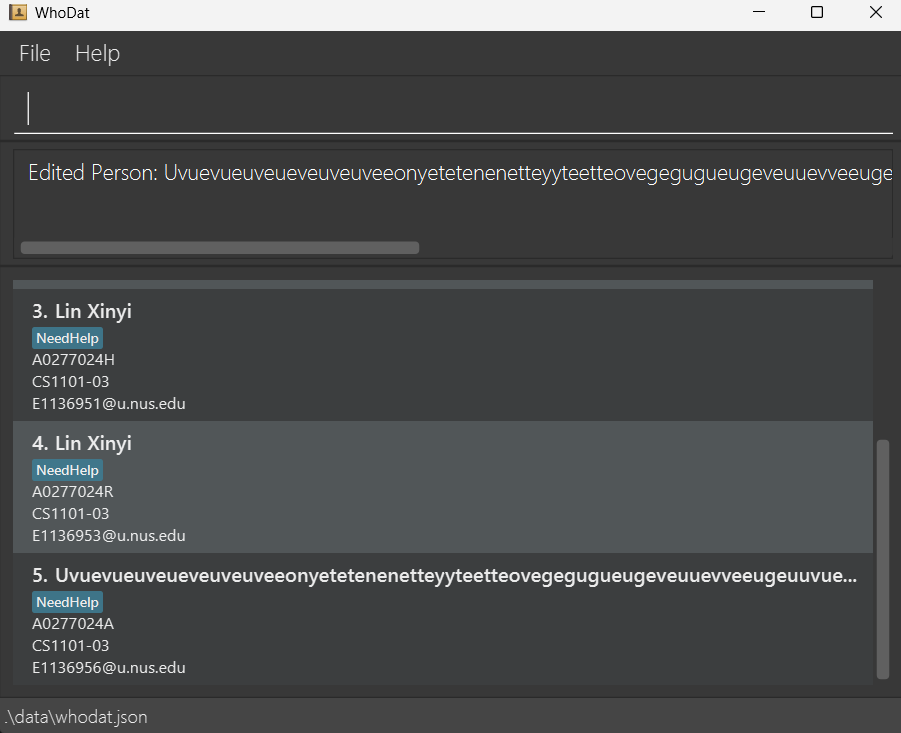 WhoDat
File Help
Edited Person: Uvuevueuveueveuveuveeonyetetenenetteyyteetteovegegugueugeveuuevveeuge
3. Lin Xinyi
NeedHelp
A0277024H
CS1101-03
E1136951@u.nus.edu
4. Lin Xinyi
NeedHelp
A0277024R
CS1101-03
E1136953@u.nus.edu
5. Uvuevueuveueveuveuveeonyetetenenetteyyteetteovegegugueugeveuuevveeugeuuvue...
NeedHelp
A0277024A
CS1101-03
E1136956@u.nus.edu
.\data\whodat.json